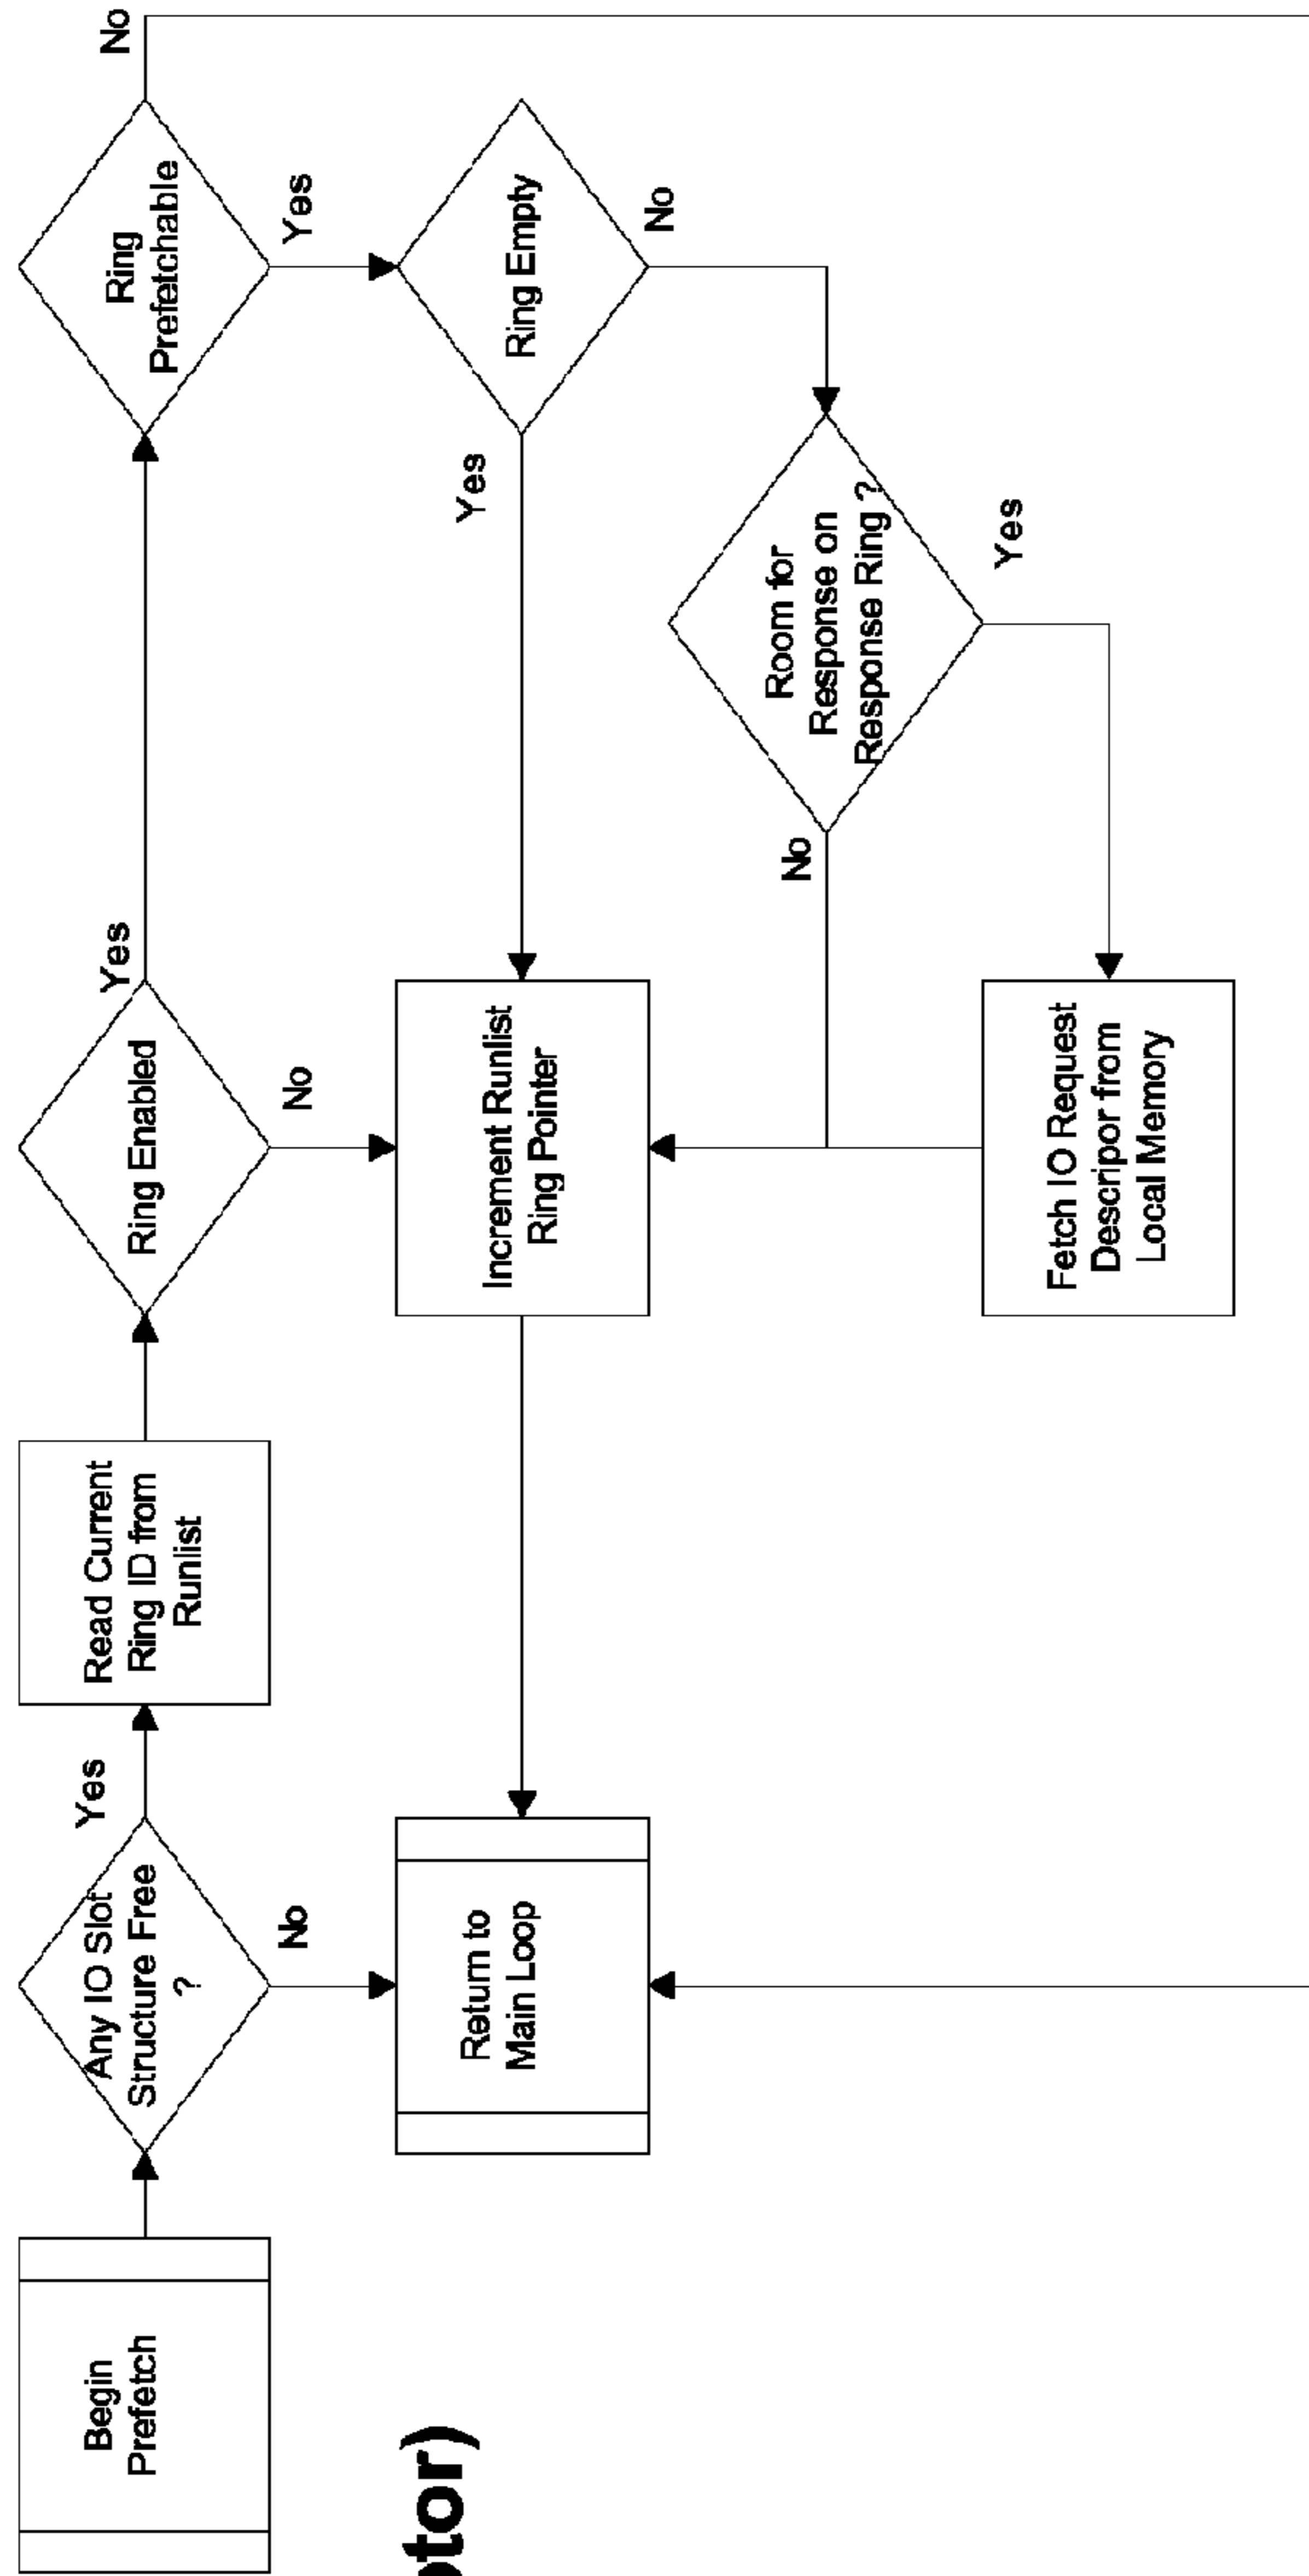 Begin
Prefetch
Any IO Slot
Structure Free
?
Yes
No
Read Current
Ring ID from
Runlist
Ring Enabled
Yes
No
Ring
Prefetchable
No
Yes
Return to
Main Loop
Increment Runlist
Ring Pointer
Yes
Ring Empty
No
Room for
Response on
Response Ring ?
No
Yes
Fetch IO Request
Descripor from
Local Memory
otor)